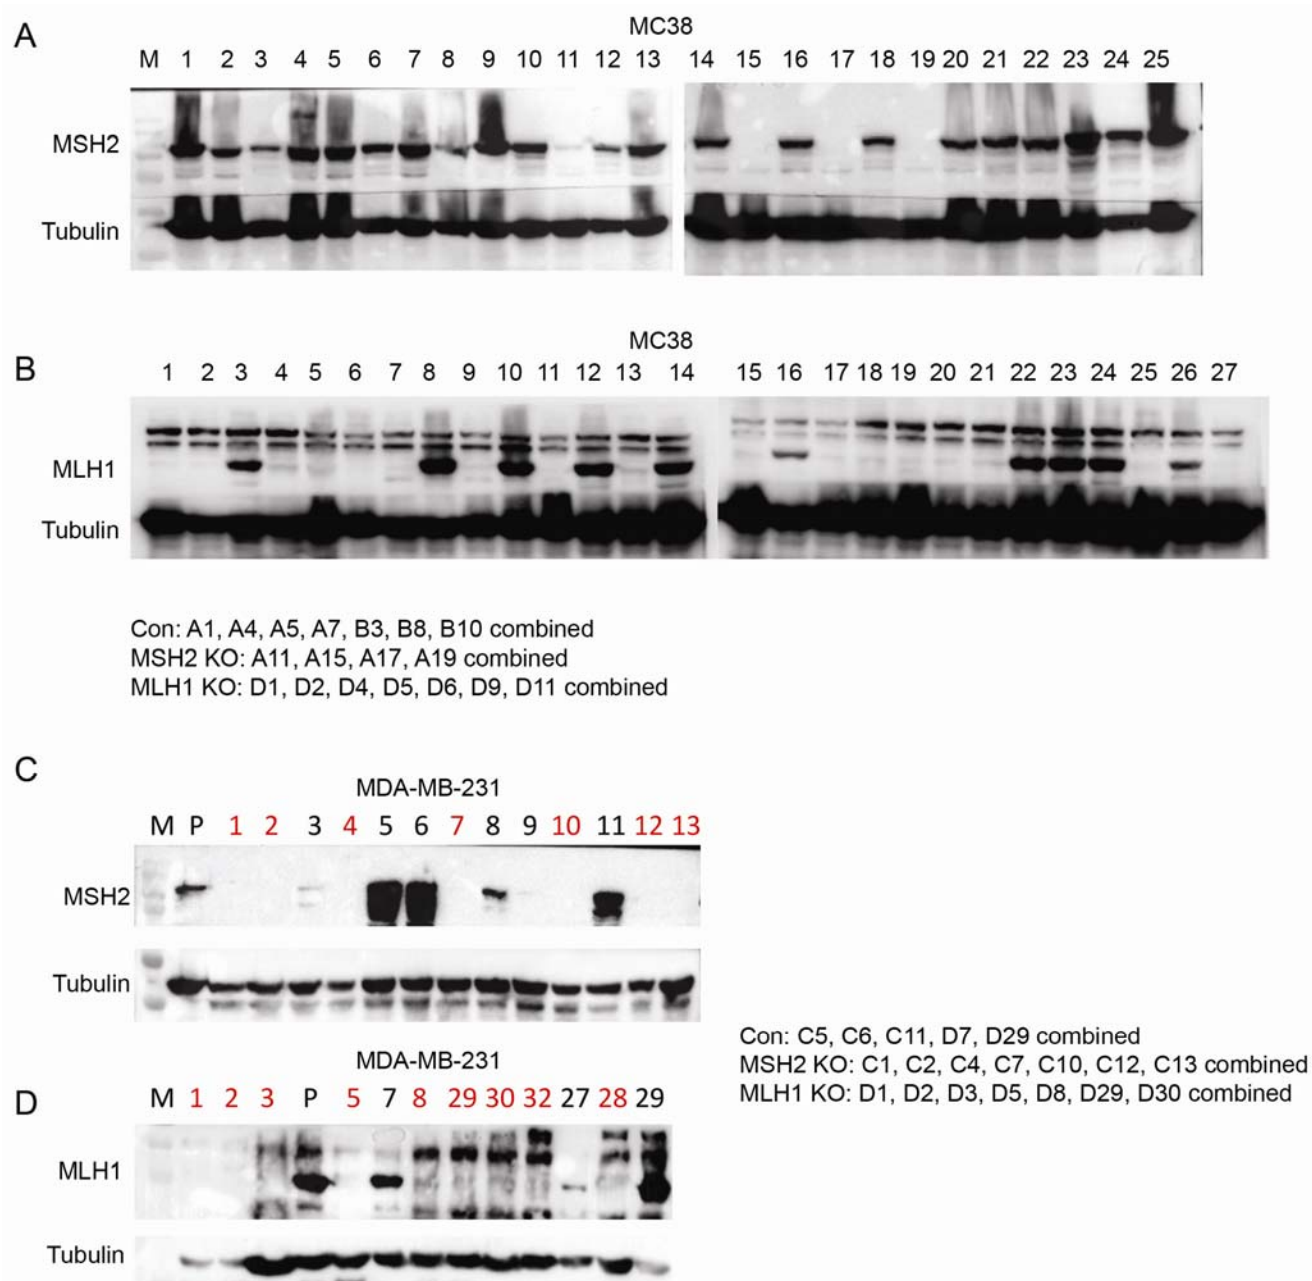 A
MC38
M 1 2 3 4 5 6 7 8 9 10 11 12 13 14 15 16 17 18 19 20 21 22 23 24 25
MSH2
Tubulin
MC38
B
1 2 3 4 5 6 7 8 9 10 11 12 13 14 15 16 17 18 19 20 21 22 23 24 25 26 27
MLH1
Tubulin
Con: A1, A4, A5, A7, B3, B8, B10 combined
MSH2 KO: A11, A15, A17, A19 combined
MLH1 KO: D1, D2, D4, D5, D6, D9, D11 combined
C
MDA-MB-231
M P 1 2 3 4 5 6 7 8 9 10 11 12 13
MSH2
Tubulin
Con: C5, C6, C11, D7, D29 combined
MSH2 KO: C1, C2, C4, C7, C10, C12, C13 combined
MLH1 KO: D1, D2, D3, D5, D8, D29, D30 combined
MDA-MB-231
D
M 1 2 3 P 5 7 8 29 30 32 27 28 29
MLH1
Tubulin